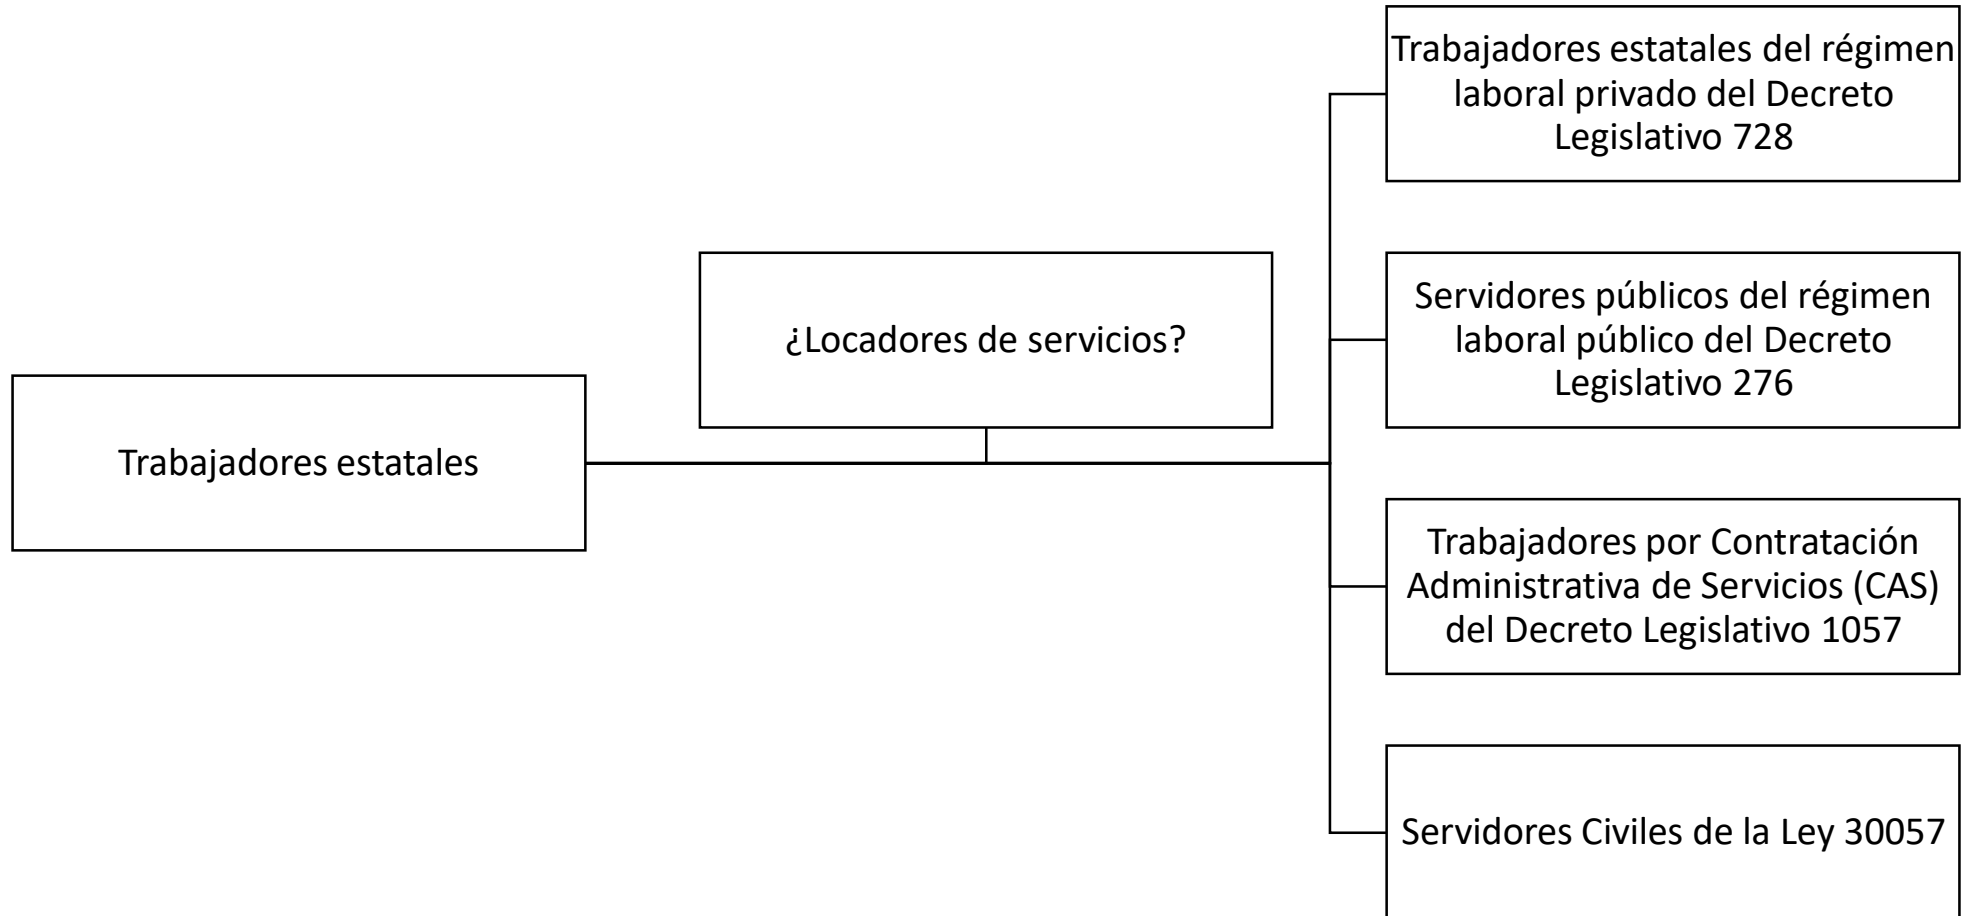 Trabajadores estatales
¿Locadores de servicios?
Trabajadores estatales del régimen
laboral privado del Decreto
Legislativo 728
Servidores públicos del régimen
laboral público del Decreto
Legislativo 276
Trabajadores por Contratación
Administrativa de Servicios (CAS)
del Decreto Legislativo 1057
Servidores Civiles de la Ley 30057